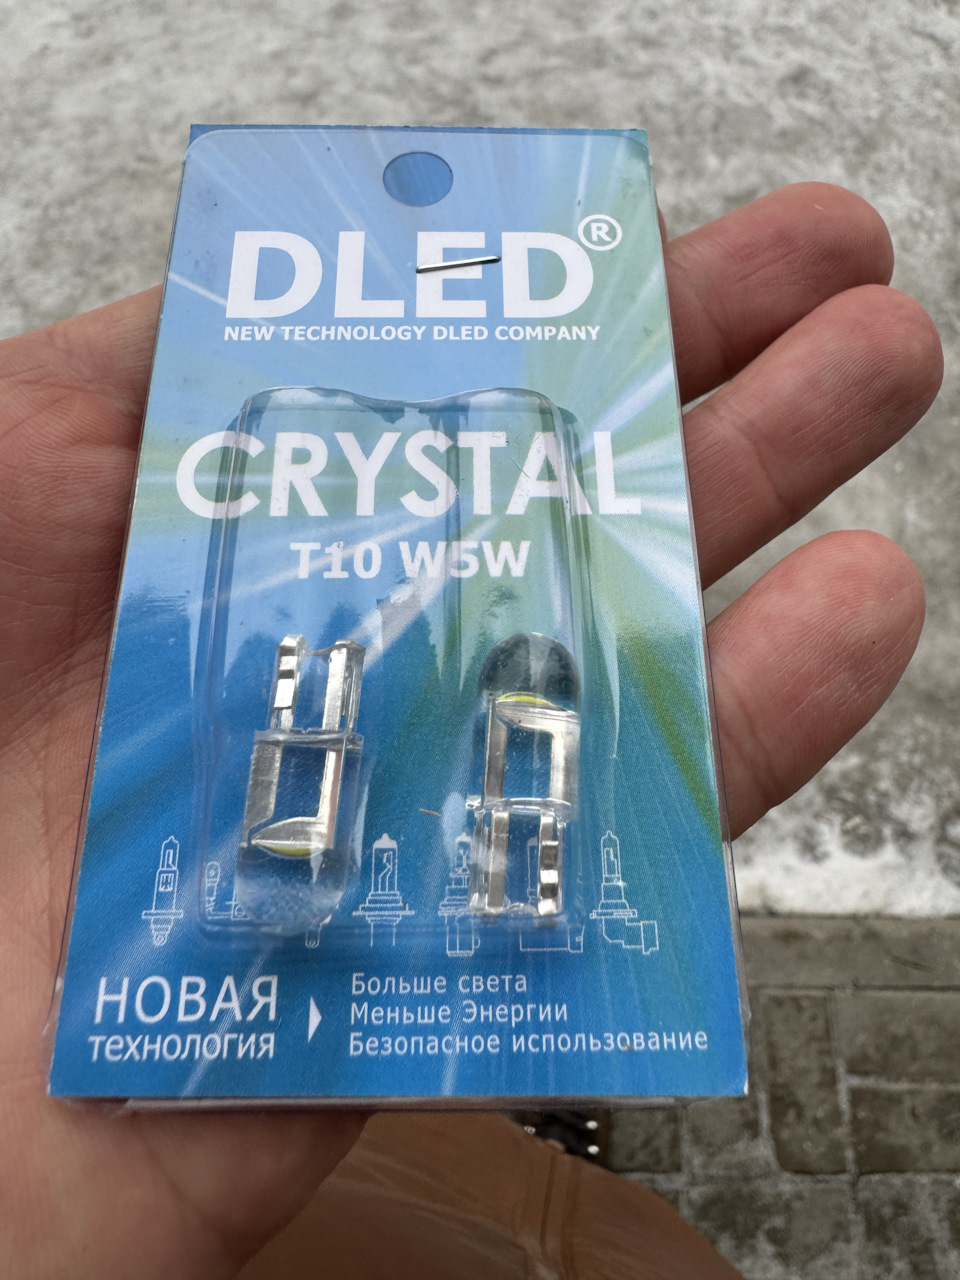 DLED®
NEW TECHNOLOGY DLED COMPANY
CRYSTAL
T10 W5W
НОВАЯ
технология
Больше света
Меньше Энергии
Безопасное использование